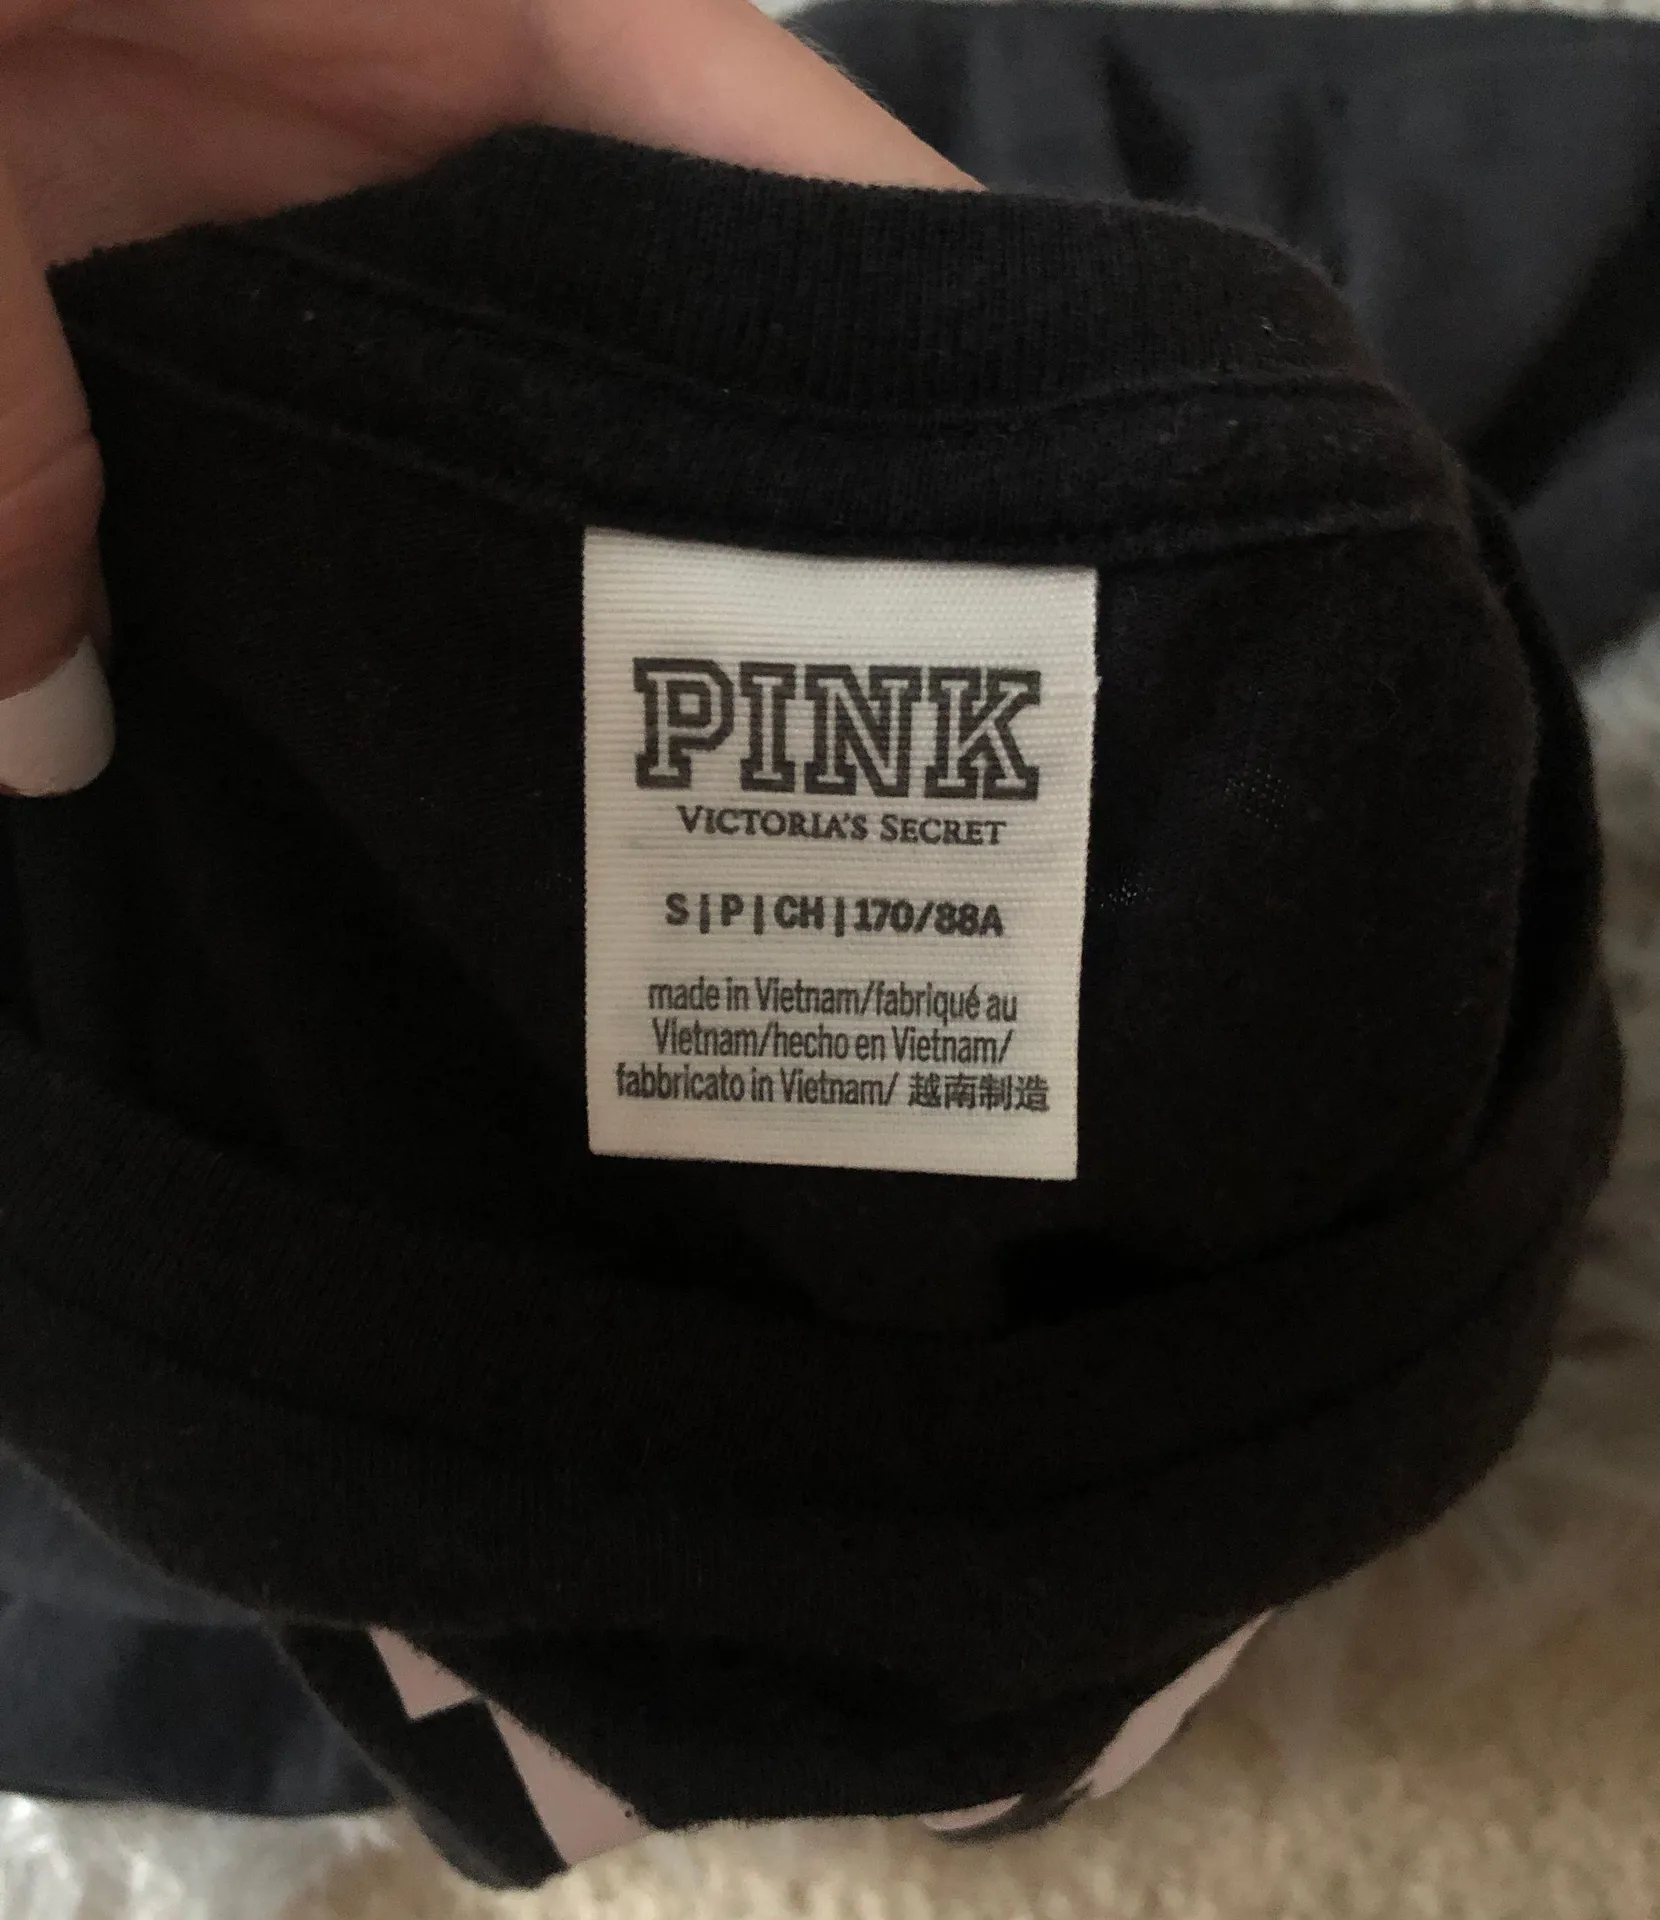 PINK
VICTORIA'S SECRET
S | P | CH | 170/88A
made in Vietnam/fabriqué au
Vietnam/hecho en Vietnam/
fabbricato in Vietnam/ 越南制造